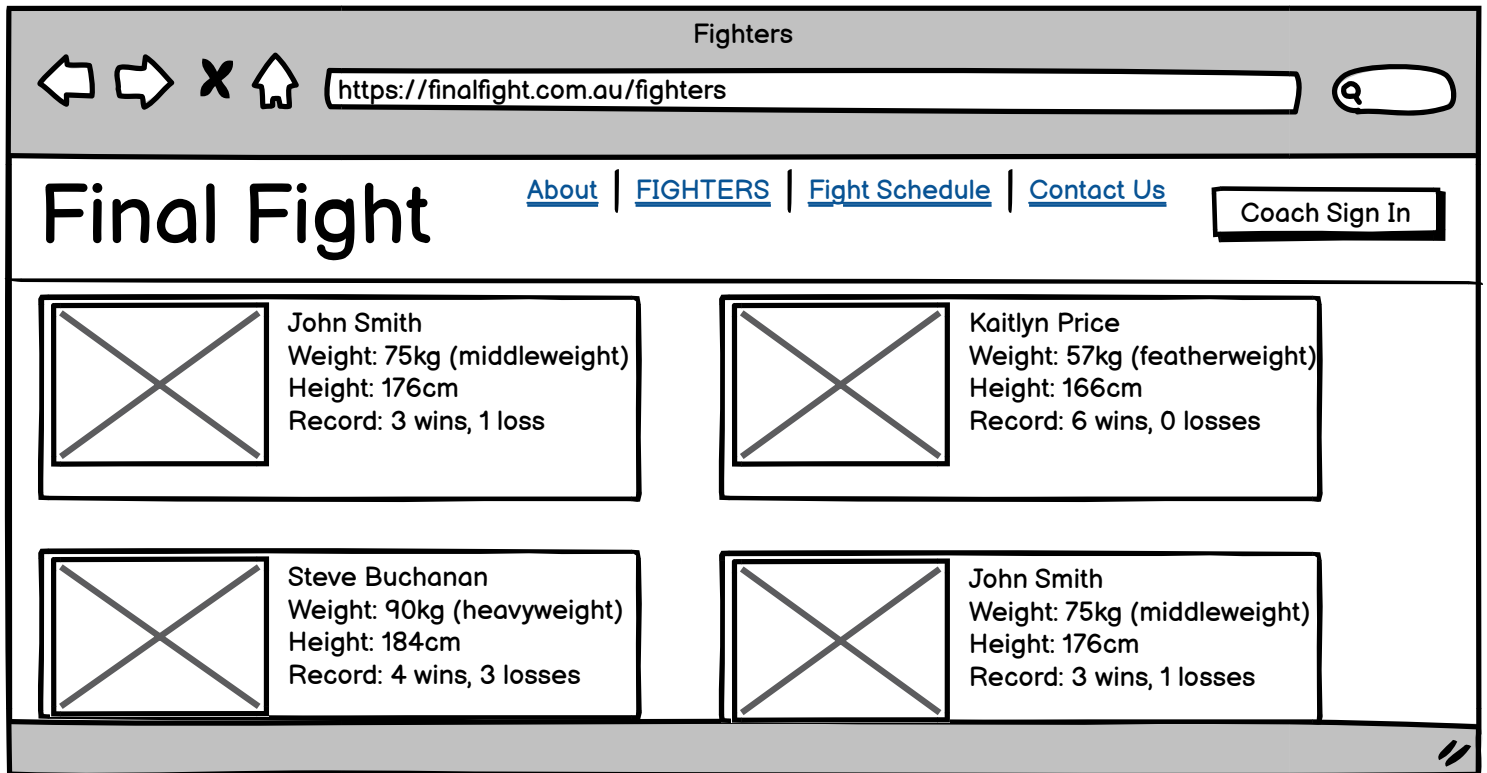 Fighters
https://finalfight.com.au/fighters
Final Fight
About | FIGHTERS | Fight Schedule | Contact Us
Coach Sign In
John Smith
Weight: 75kg (middleweight)
Height: 176cm
Record: 3 wins, 1 loss
Kaitlyn Price
Weight: 57kg (featherweight)
Height: 166cm
Record: 6 wins, 0 losses
Steve Buchanan
Weight: 90kg (heavyweight)
Height: 184cm
Record: 4 wins, 3 losses
John Smith
Weight: 75kg (middleweight)
Height: 176cm
Record: 3 wins, 1 losses